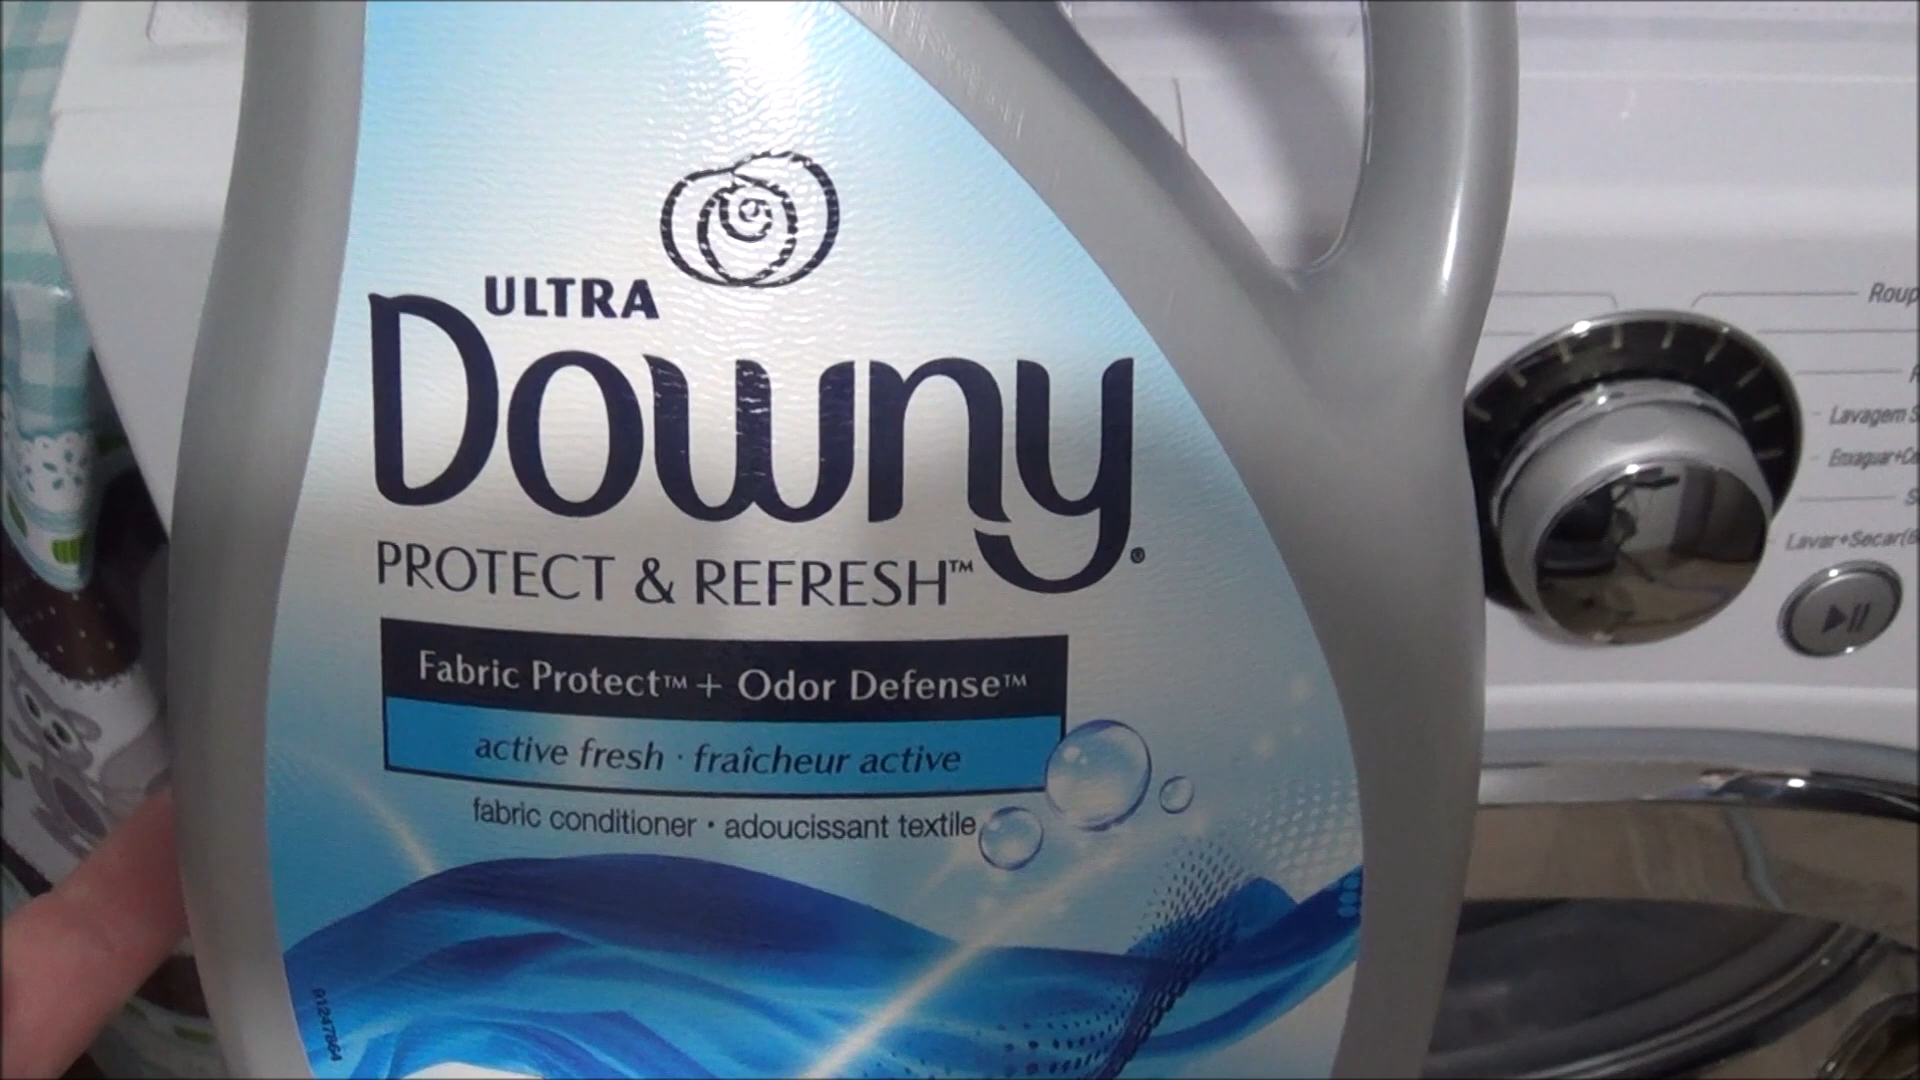 ULTRA
Downy®
PROTECT & REFRESH™
Fabric Protect™ + Odor Defense™
active fresh · fraîcheur active
fabric conditioner • adoucissant textile
91247864
Lavagem
Lavar+Secar